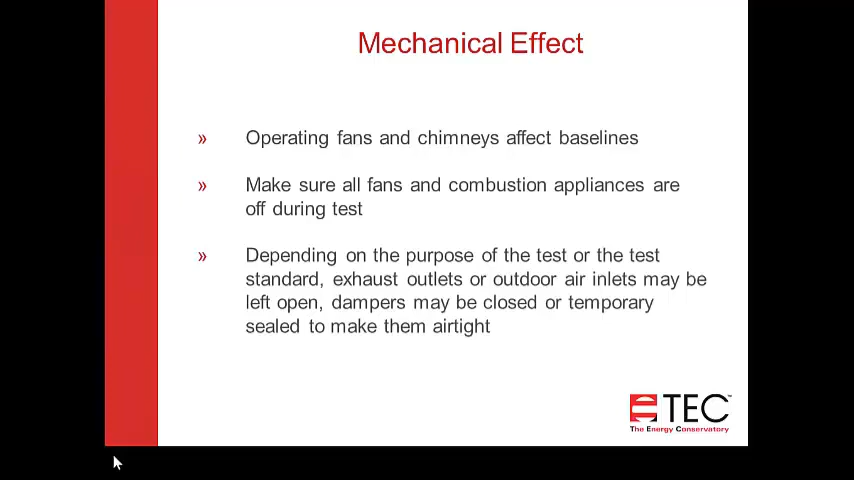 Mechanical Effect
» Operating fans and chimneys affect baselines
» Make sure all fans and combustion appliances are
off during test
» Depending on the purpose of the test or the test
standard, exhaust outlets or outdoor air inlets may be
left open, dampers may be closed or temporary
sealed to make them airtight
TEC™
The Energy Conservatory